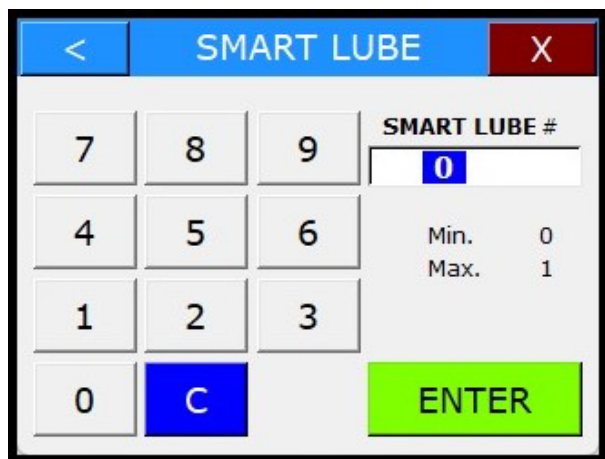 < SMART LUBE X
SMART LUBE #
7 8 9 0
4 5 6 Min. 0
Max. 1
1 2 3
0 C ENTER